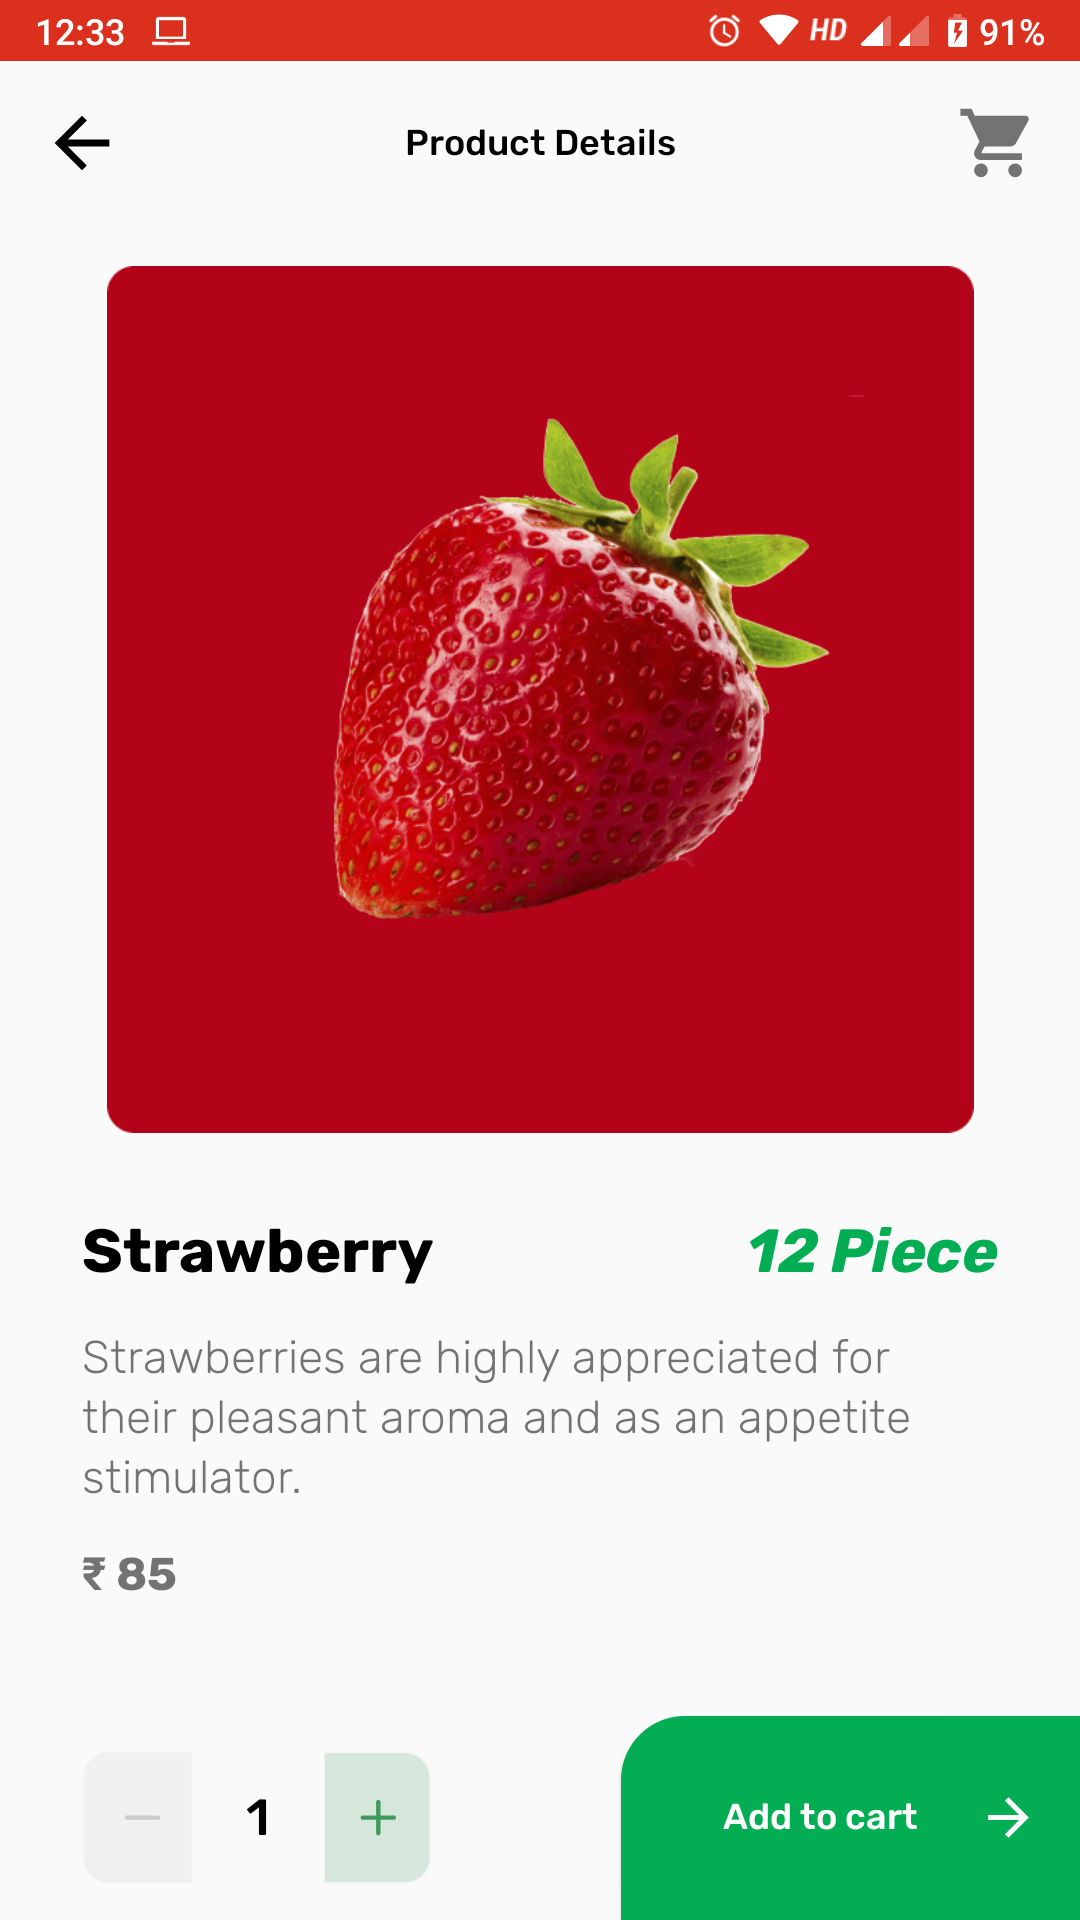 12:33 HD 91%
Product Details
Strawberry 12 Piece
Strawberries are highly appreciated for
their pleasant aroma and as an appetite
stimulator.
₹ 85
1
Add to cart